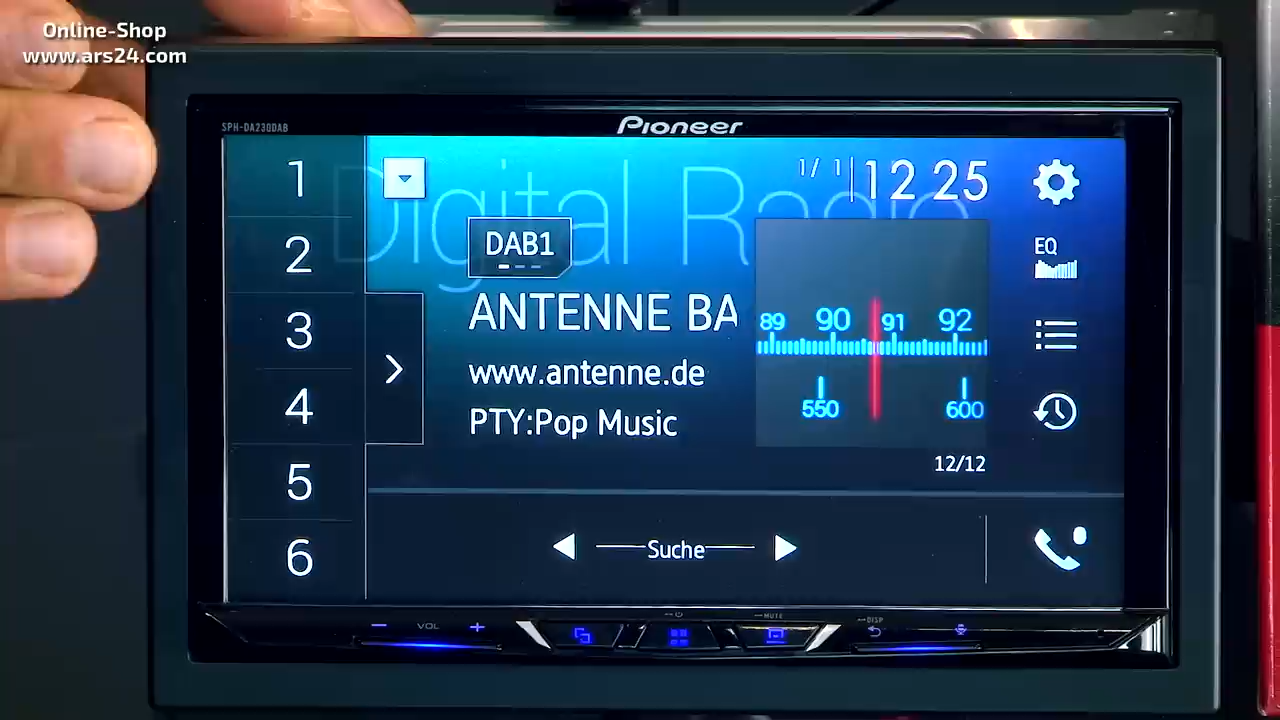 Online-Shop
www.ars24.com
SPH-DA230DAB
Pioneer
Digital Radio
1/ 1
12 25
DAB1
ANTENNE BA
www.antenne.de
PTY:Pop Music
1
2
3
4
5
6
89 90 91 92
550 600
12/12
EQ
Suche
VOL
MUTE
DISP